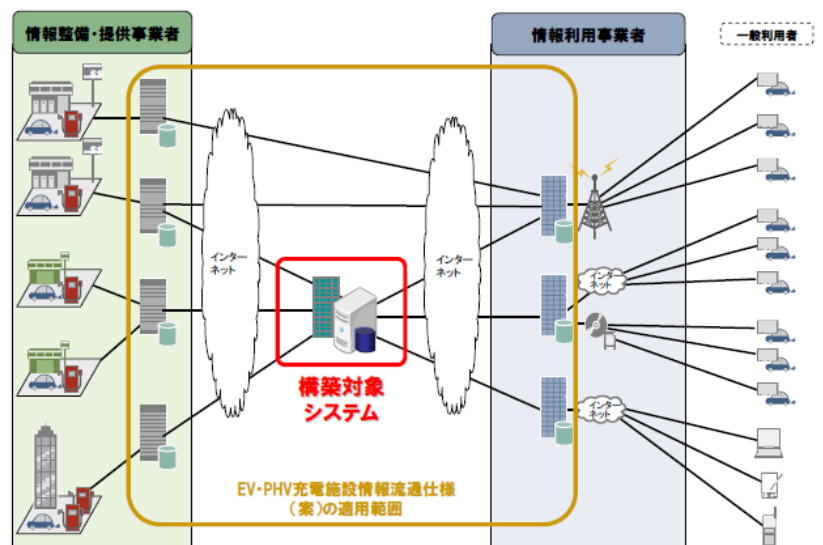 情報整備・提供事業者
情報利用事業者
一般利用者
インター
ネット
インター
ネット
インター
ネット
インター
ネット
構築対象
システム
EV・PHV充電施設情報流通仕様
（案）の適用範囲